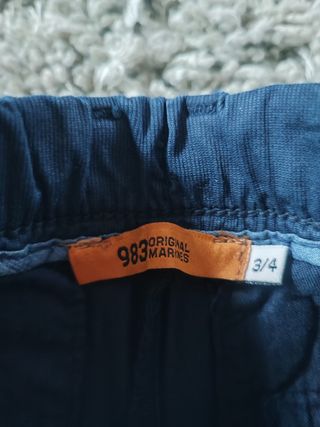 983 ORIGINAL
MARINES
3/4